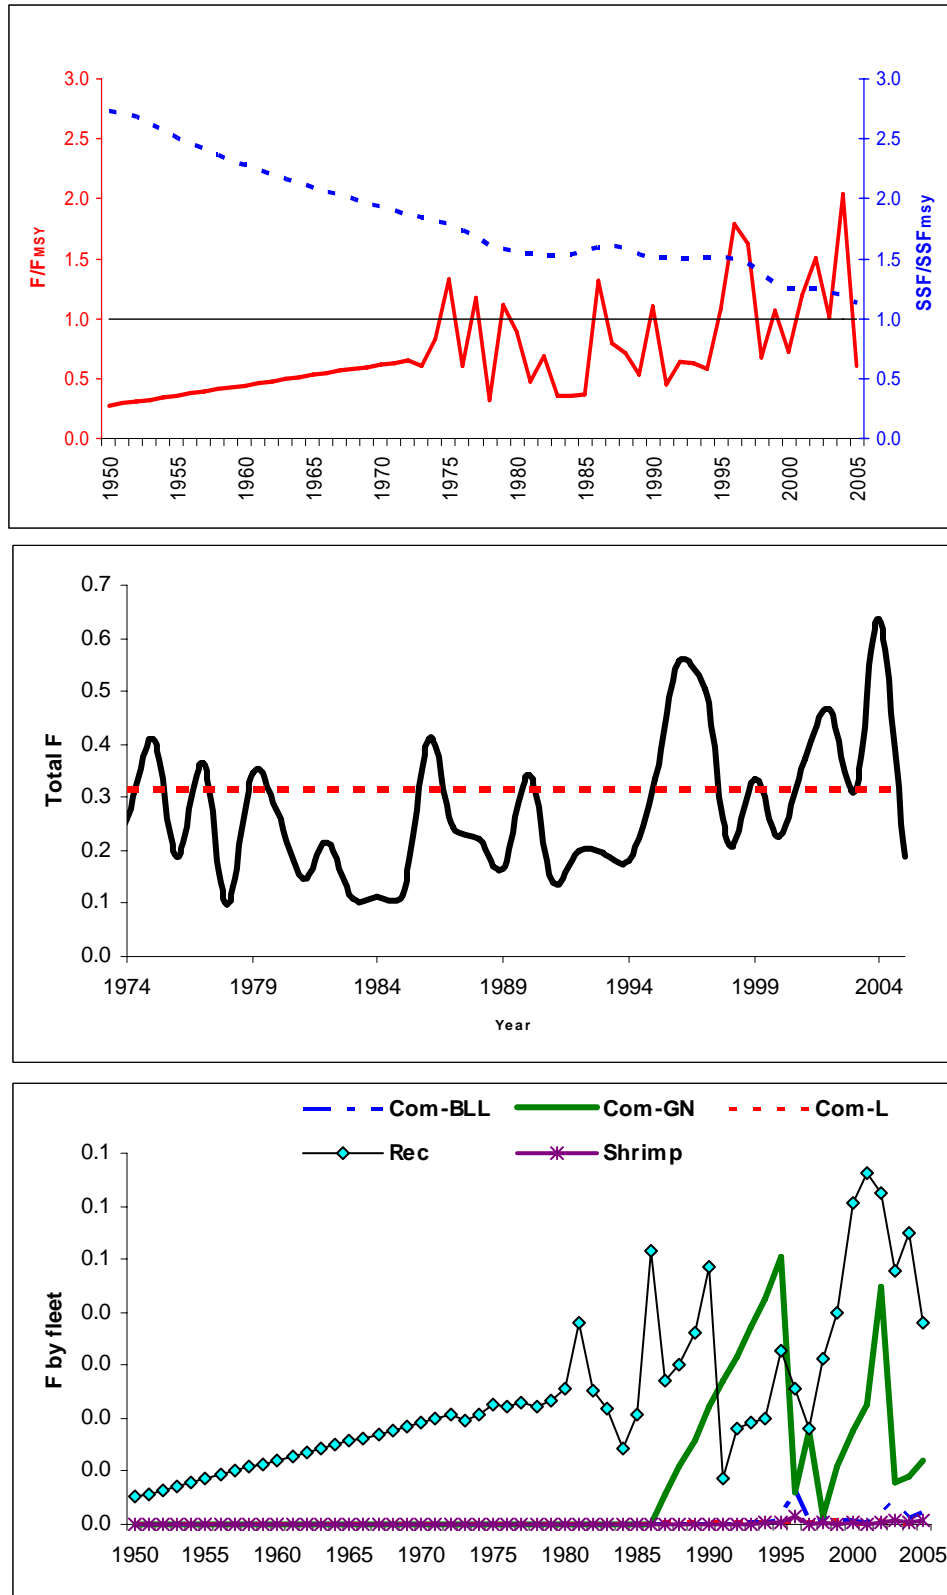 3.0 3.0
2.5 2.5
2.0 2.0
1.5 1.5
1.0 1.0
0.5 0.5
0.0 0.0
F/FMSY
SSF/SSFmsy
1950 1955 1960 1965 1970 1975 1980 1985 1990 1995 2000 2005
0.7
0.6
0.5
0.4
0.3
0.2
0.1
0.0
Total F
1974 1979 1984 1989 1994 1999 2004
Year
Com-BLL Com-GN Com-L
Rec Shrimp
0.1
0.1
0.1
0.0
0.0
0.0
0.0
0.0
F by fleet
1950 1955 1960 1965 1970 1975 1980 1985 1990 1995 2000 2005